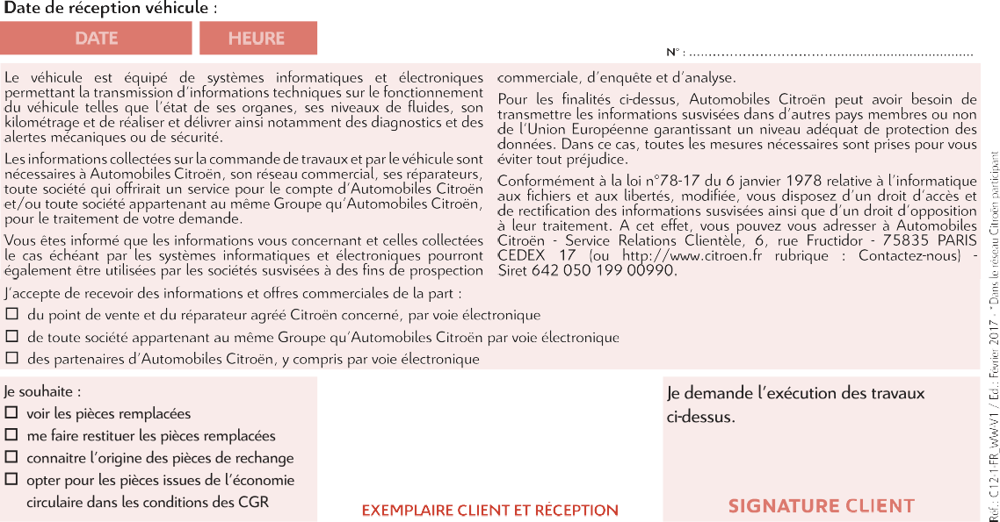 Date de réception véhicule :
DATE
HEURE
N° : ........................................................................
Le véhicule est équipé de systèmes informatiques et électroniques
permettant la transmission d'informations techniques sur le fonctionnement
du véhicule telles que l'état de ses organes, ses niveaux de fluides, son
kilométrage et de réaliser et délivrer ainsi notamment des diagnostics et des
alertes mécaniques ou de sécurité.
Les informations collectées sur la commande de travaux et par le véhicule sont
nécessaires à Automobiles Citroën, son réseau commercial, ses réparateurs,
toute société qui offrirait un service pour le compte d'Automobiles Citroën
et/ou toute société appartenant au même Groupe qu'Automobiles Citroën,
pour le traitement de votre demande.
Vous êtes informé que les informations vous concernant et celles collectées
le cas échéant par les systèmes informatiques et électroniques pourront
également être utilisées par les sociétés susvisées à des fins de prospection
commerciale, d'enquête et d'analyse.
Pour les finalités ci-dessus, Automobiles Citroën peut avoir besoin de
transmettre les informations susvisées dans d'autres pays membres ou non
de l'Union Européenne garantissant un niveau adéquat de protection des
données. Dans ce cas, toutes les mesures nécessaires sont prises pour vous
éviter tout préjudice.
Conformément à la loi n°78-17 du 6 janvier 1978 relative à l'informatique
aux fichiers et aux libertés, modifiée, vous disposez d'un droit d'accès et
de rectification des informations susvisées ainsi que d'un droit d'opposition
à leur traitement. A cet effet, vous pouvez vous adresser à Automobiles
Citroën - Service Relations Clientèle, 6, rue Fructidor - 75835 PARIS
CEDEX 17 (ou http://www.citroen.fr rubrique : Contactez-nous) -
Siret 642 050 199 00990.
J'accepte de recevoir des informations et offres commerciales de la part :
☐ du point de vente et du réparateur agréé Citroën concerné, par voie électronique
☐ de toute société appartenant au même Groupe qu'Automobiles Citroën par voie électronique
☐ des partenaires d'Automobiles Citroën, y compris par voie électronique
Je souhaite :
☐ voir les pièces remplacées
☐ me faire restituer les pièces remplacées
☐ connaitre l'origine des pièces de rechange
☐ opter pour les pièces issues de l'économie
circulaire dans les conditions des CGR
EXEMPLAIRE CLIENT ET RÉCEPTION
Je demande l'exécution des travaux
ci-dessus.
SIGNATURE CLIENT
Réf.: C12-1-FR_WW-V1 / Ed.: Février 2017 - *Dans le réseau Citroën participant